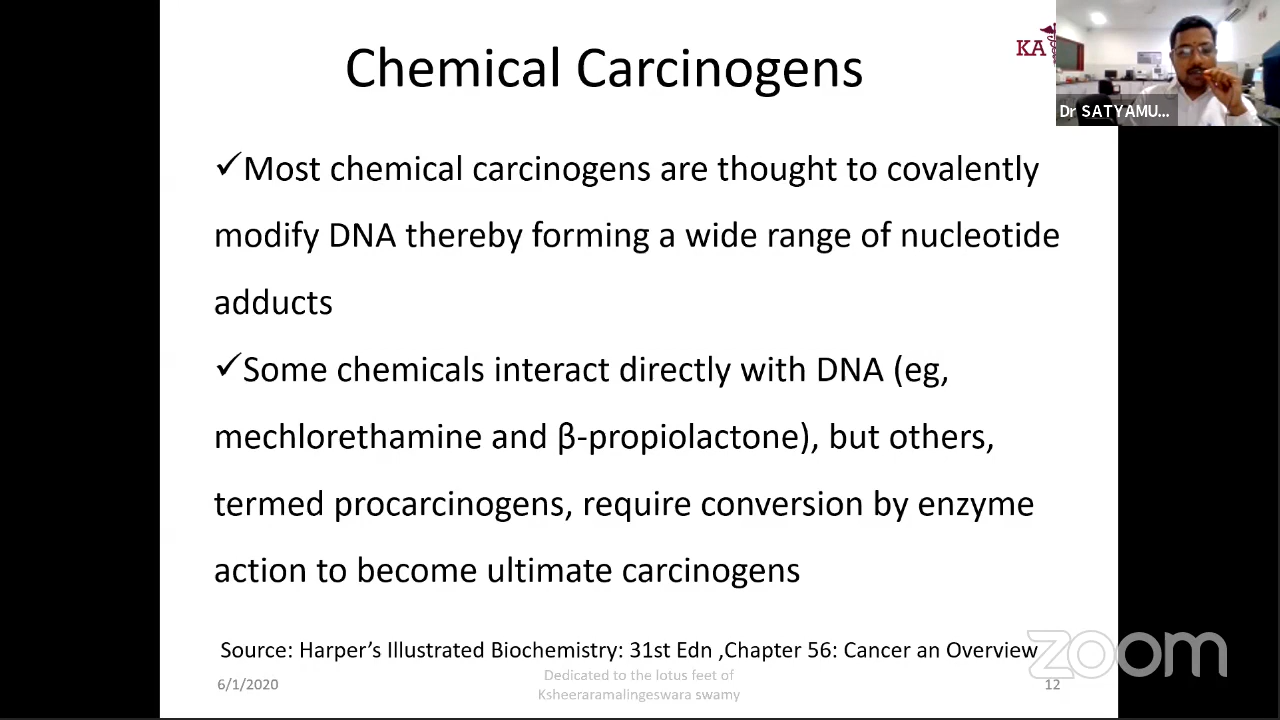 Chemical Carcinogens
KA
Dr SATYAMU...
✓Most chemical carcinogens are thought to covalently
modify DNA thereby forming a wide range of nucleotide
adducts
✓Some chemicals interact directly with DNA (eg,
mechlorethamine and β-propiolactone), but others,
termed procarcinogens, require conversion by enzyme
action to become ultimate carcinogens
Source: Harper's Illustrated Biochemistry: 31st Edn ,Chapter 56: Cancer an Overview
zoom
6/1/2020
Dedicated to the lotus feet of
Ksheeraramalingeswara swamy
12